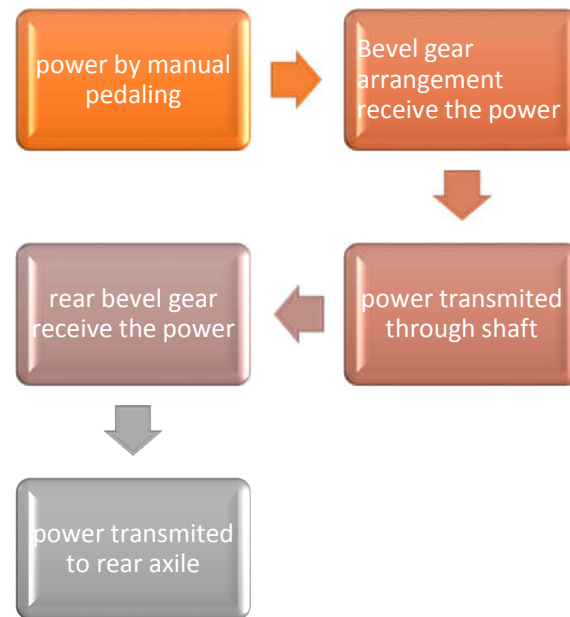 power by manual
pedaling
Bevel gear
arrangement
receive the power
power transmited
through shaft
rear bevel gear
receive the power
power transmited
to rear axile